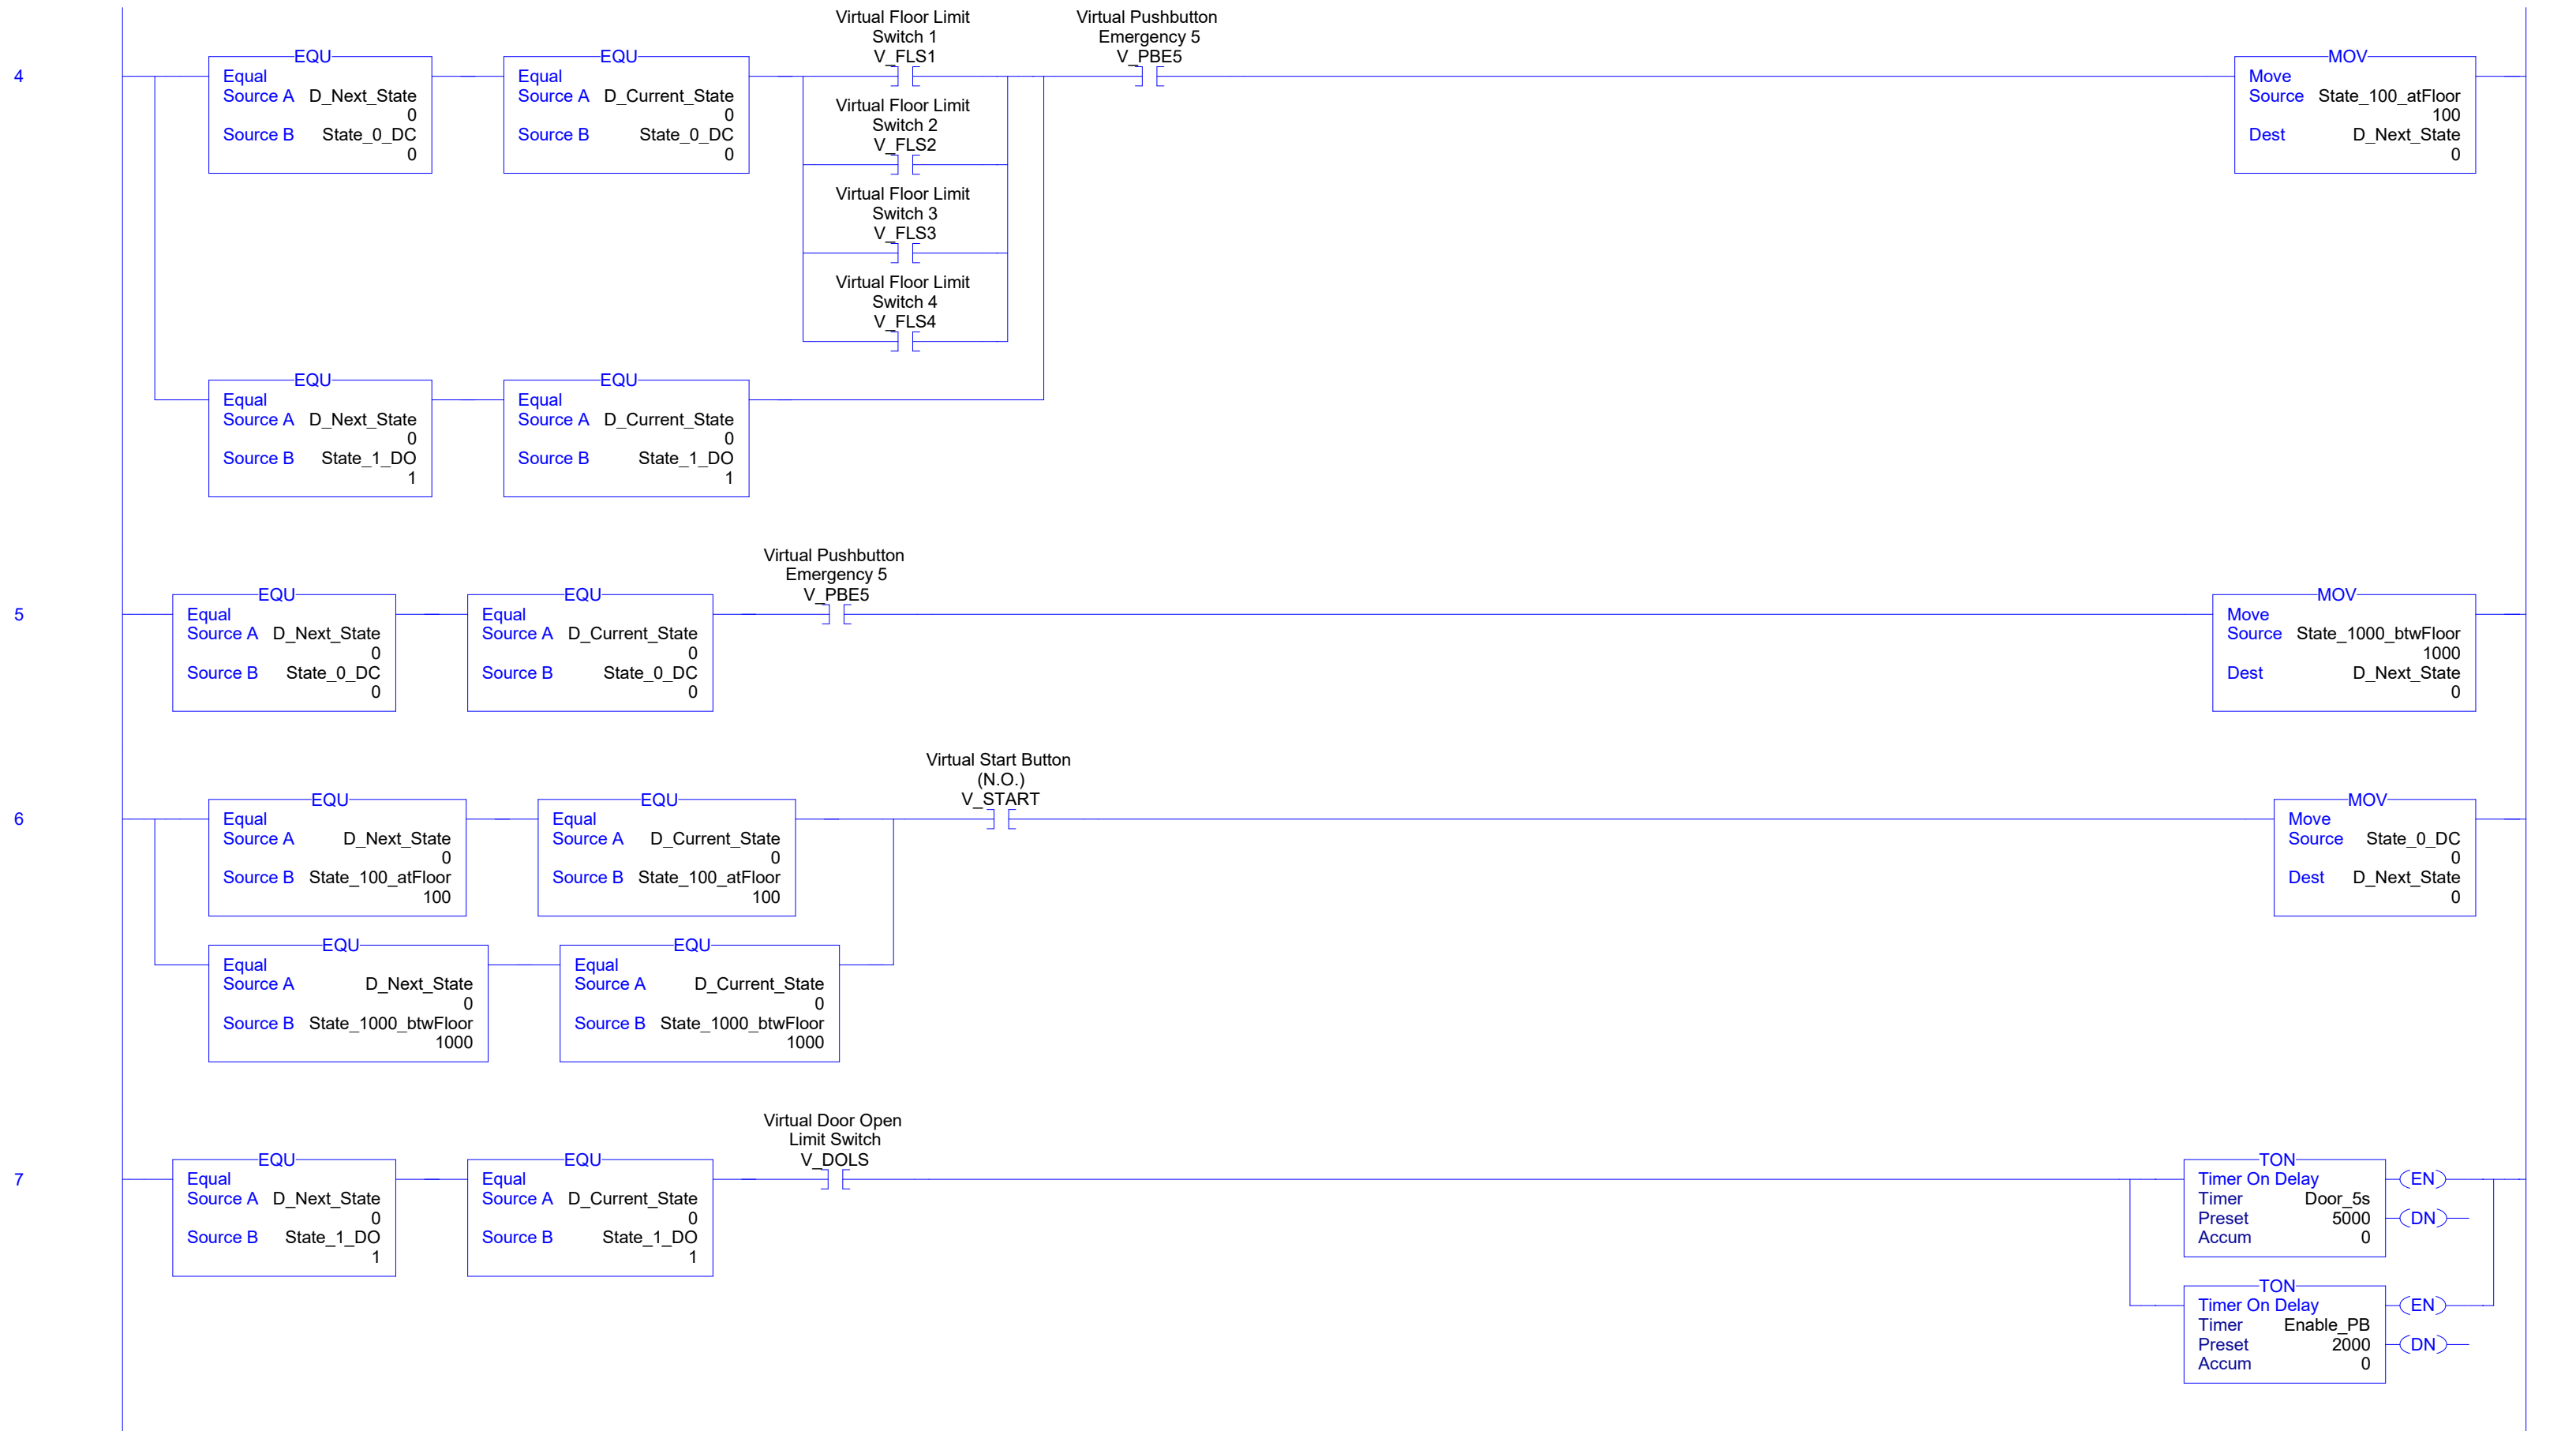 4
EQU
Equal
Source A D_Next_State
0
Source B State_0_DC
0
EQU
Equal
Source A D_Current_State
0
Source B State_0_DC
0
Virtual Floor Limit
Switch 1
V_FLS1
Virtual Floor Limit
Switch 2
V_FLS2
Virtual Floor Limit
Switch 3
V_FLS3
Virtual Floor Limit
Switch 4
V_FLS4
Virtual Pushbutton
Emergency 5
V_PBE5
MOV
Move
Source State_100_atFloor
100
Dest D_Next_State
0
EQU
Equal
Source A D_Next_State
0
Source B State_1_DO
1
EQU
Equal
Source A D_Current_State
0
Source B State_1_DO
1
5
EQU
Equal
Source A D_Next_State
0
Source B State_0_DC
0
EQU
Equal
Source A D_Current_State
0
Source B State_0_DC
0
Virtual Pushbutton
Emergency 5
V_PBE5
MOV
Move
Source State_1000_btwFloor
1000
Dest D_Next_State
0
6
EQU
Equal
Source A D_Next_State
0
Source B State_100_atFloor
100
EQU
Equal
Source A D_Current_State
0
Source B State_100_atFloor
100
Virtual Start Button
(N.O.)
V_START
MOV
Move
Source State_0_DC
0
Dest D_Next_State
0
EQU
Equal
Source A D_Next_State
0
Source B State_1000_btwFloor
1000
EQU
Equal
Source A D_Current_State
0
Source B State_1000_btwFloor
1000
7
EQU
Equal
Source A D_Next_State
0
Source B State_1_DO
1
EQU
Equal
Source A D_Current_State
0
Source B State_1_DO
1
Virtual Door Open
Limit Switch
V_DOLS
TON
Timer On Delay
Timer Door_5s
Preset 5000
Accum 0
EN
DN
TON
Timer On Delay
Timer Enable_PB
Preset 2000
Accum 0
EN
DN